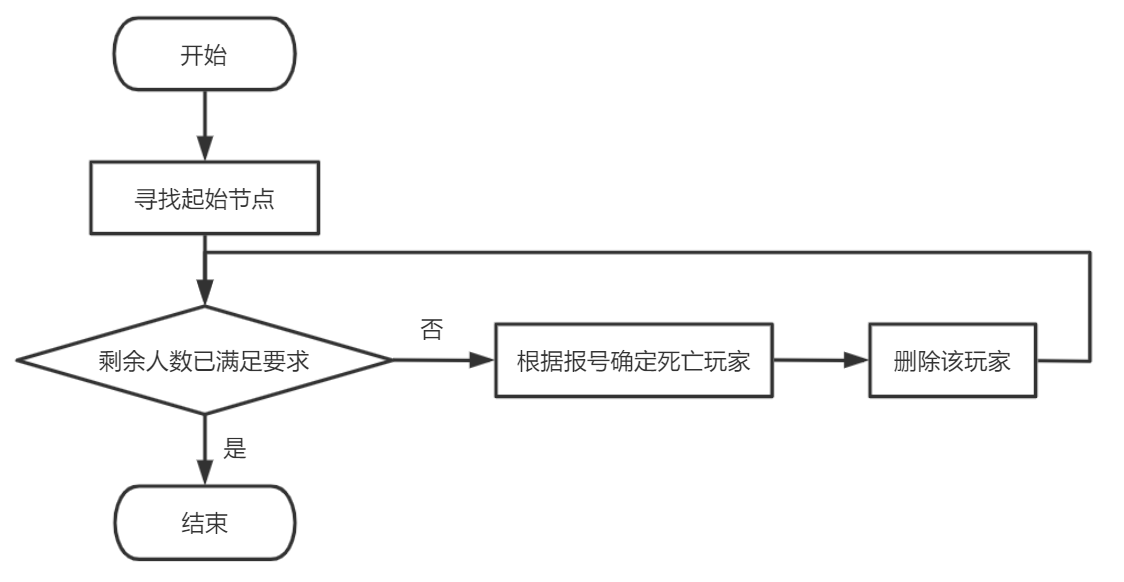 开始
寻找起始节点
剩余人数已满足要求
否
根据报号确定死亡玩家
删除该玩家
是
结束